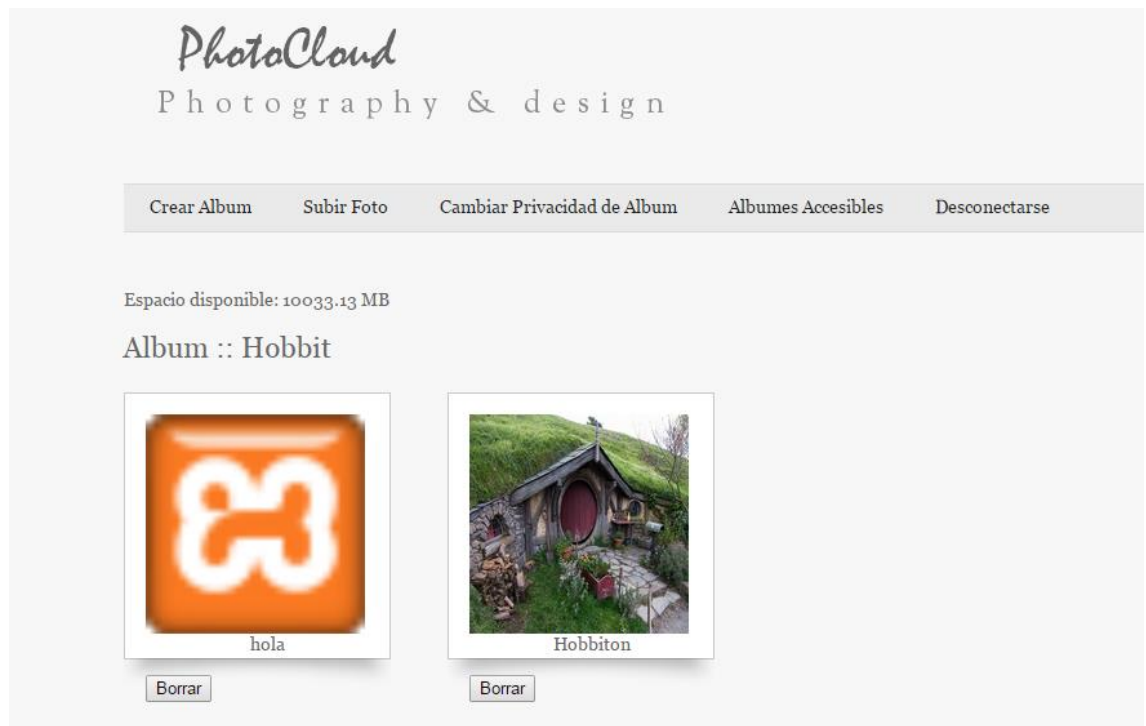 PhotoCloud
Photography & design
Crear Album Subir Foto Cambiar Privacidad de Album Albumes Accesibles Desconectarse
Espacio disponible: 10033.13 MB
Album :: Hobbit
hola Hobbiton
Borrar Borrar